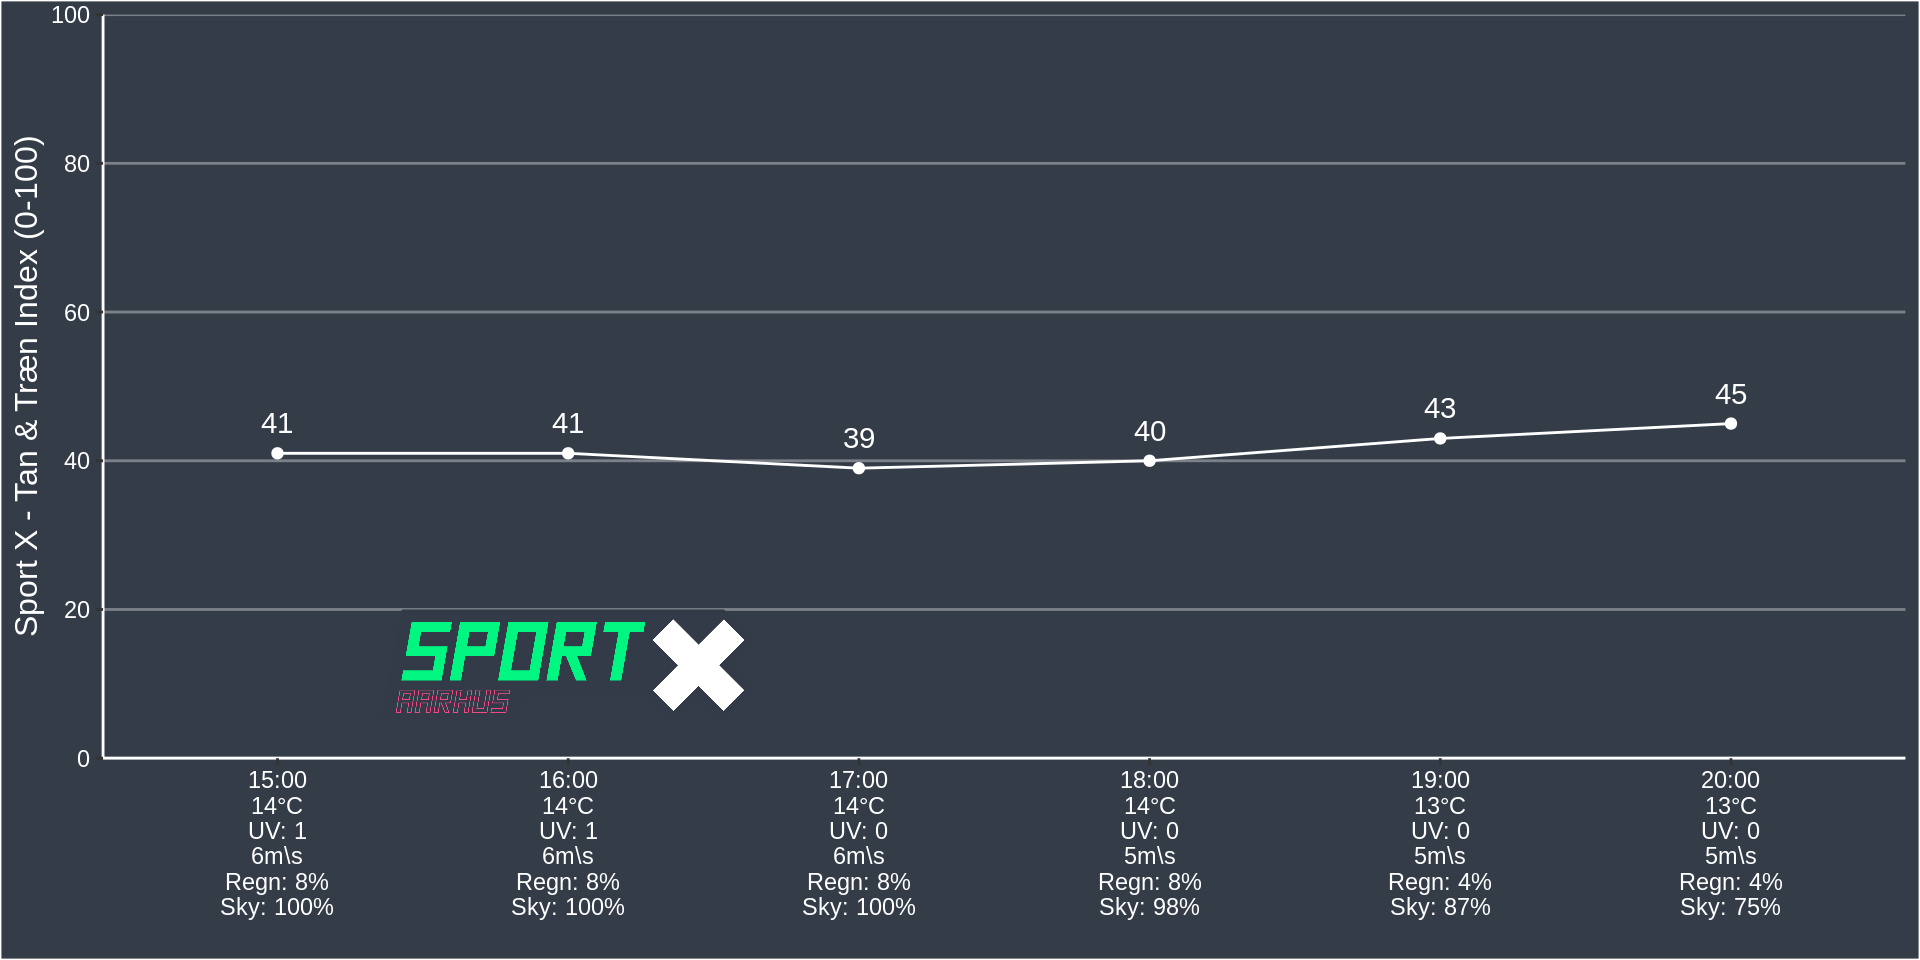 Sport X - Tan & Træn Index (0-100)
100
80
60
40
20
0
41
41
39
40
43
45
SPORT X
AARHUS
15:00
14°C
UV: 1
6m\s
Regn: 8%
Sky: 100%
16:00
14°C
UV: 1
6m\s
Regn: 8%
Sky: 100%
17:00
14°C
UV: 0
6m\s
Regn: 8%
Sky: 100%
18:00
14°C
UV: 0
5m\s
Regn: 8%
Sky: 98%
19:00
13°C
UV: 0
5m\s
Regn: 4%
Sky: 87%
20:00
13°C
UV: 0
5m\s
Regn: 4%
Sky: 75%